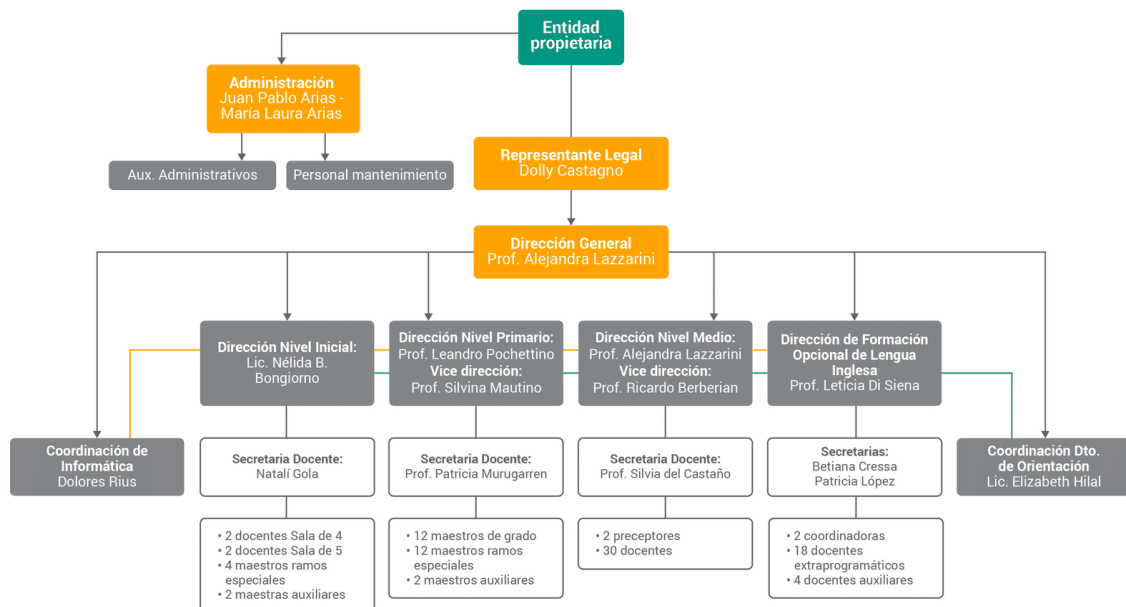 Entidad
propietaria
Administración
Juan Pablo Arias -
María Laura Arias
Aux. Administrativos
Personal mantenimiento
Representante Legal
Dolly Castagno
Dirección General
Prof. Alejandra Lazzarini
Dirección Nivel Inicial:
Lic. Nélida B.
Bongiorno
Dirección Nivel Primario:
Prof. Leandro Pochettino
Vice dirección:
Prof. Silvina Mautino
Dirección Nivel Medio:
Prof. Alejandra Lazzarini
Vice dirección:
Prof. Ricardo Berberian
Dirección de Formación
Opcional de Lengua
Inglesa
Prof. Leticia Di Siena
Coordinación de
Informática
Dolores Rius
Secretaria Docente:
Natalí Gola
Secretaria Docente:
Prof. Patricia Murugarren
Secretaria Docente:
Prof. Silvia del Castaño
Secretarias:
Betiana Cressa
Patricia López
Coordinación Dto.
de Orientación
Lic. Elizabeth Hilal
• 2 docentes Sala de 4
• 2 docentes Sala de 5
• 4 maestros ramos
especiales
• 2 maestras auxiliares
• 12 maestros de grado
• 12 maestros ramos
especiales
• 2 maestros auxiliares
• 2 preceptores
• 30 docentes
• 2 coordinadoras
• 18 docentes
extraprogramáticos
• 4 docentes auxiliares